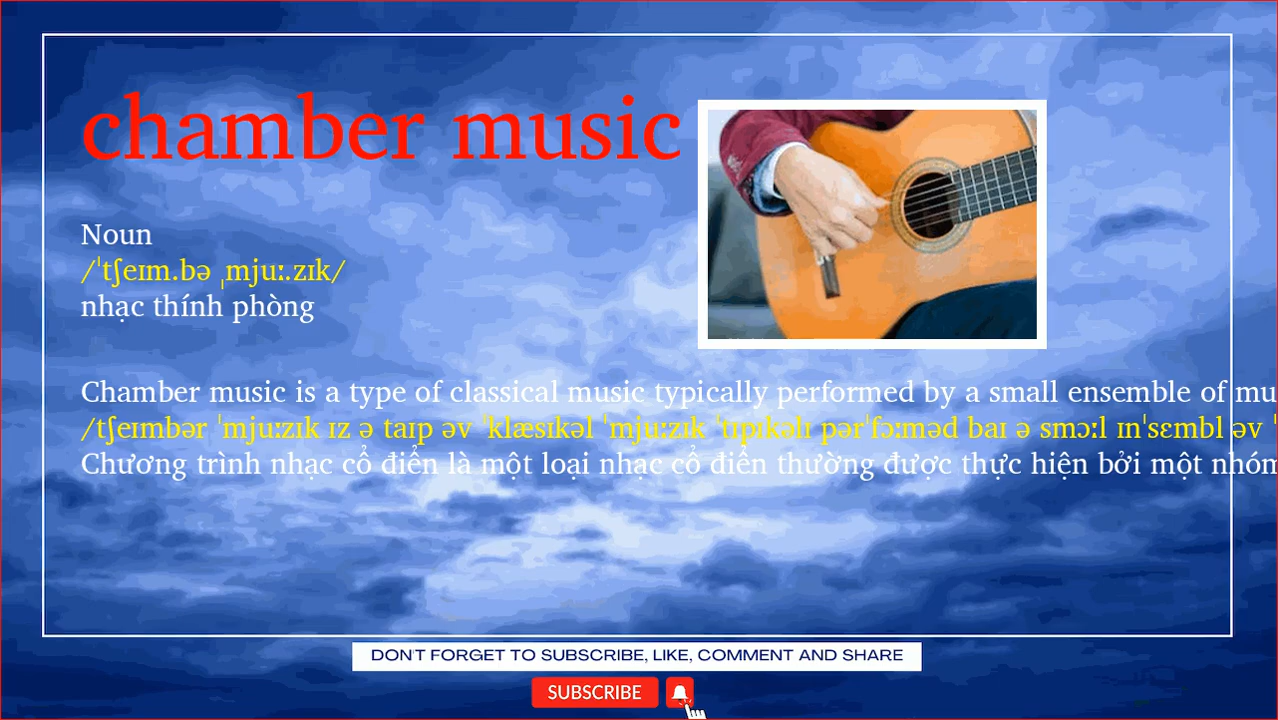 chamber music
Noun
/ˈtʃeɪm.bə ˌmjuː.zɪk/
nhạc thính phòng
Chamber music is a type of classical music typically performed by a small ensemble of mu
/tʃeɪmbər ˈmjuːzɪk ɪz ə taɪp əv ˈklæsɪkəl ˈmjuːzɪk ˈtɪpɪkəlɪ pərˈfɔːməd baɪ ə smɔːl ɪnˈsɛmbl əv ˈ
Chương trình nhạc cổ điển là một loại nhạc cổ điển thường được thực hiện bởi một nhóm
DON'T FORGET TO SUBSCRIBE, LIKE, COMMENT AND SHARE
SUBSCRIBE